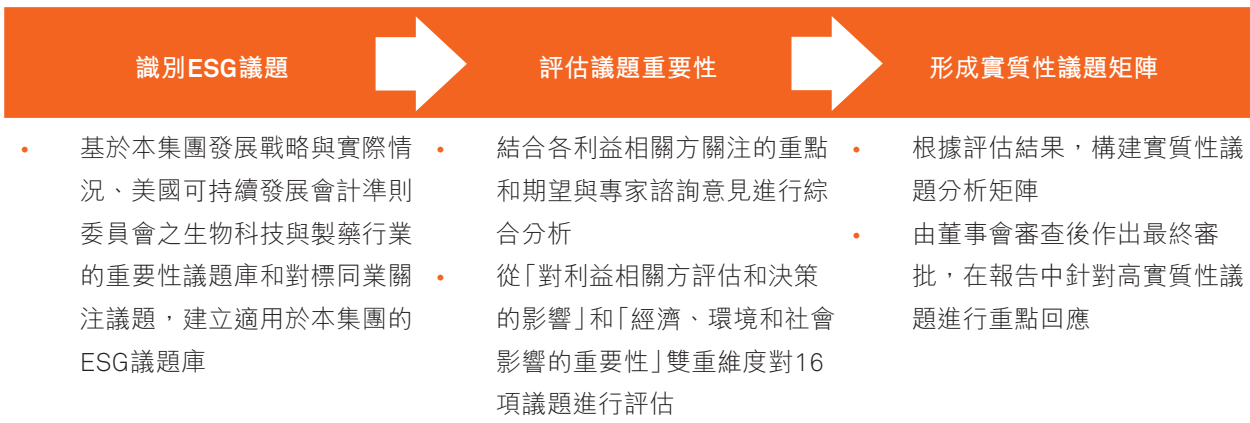 識別ESG議題
評估議題重要性
形成實質性議題矩陣
• 基於本集團發展戰略與實際情
況、美國可持續發展會計準則
委員會之生物科技與製藥行業
的重要性議題庫和對標同業關
注議題，建立適用於本集團的
ESG議題庫
• 結合各利益相關方關注的重點
和期望與專家諮詢意見進行綜
合分析
• 從「對利益相關方評估和決策
的影響」和「經濟、環境和社會
影響的重要性」雙重維度對16
項議題進行評估
• 根據評估結果，構建實質性議
題分析矩陣
• 由董事會審查後作出最終審
批，在報告中針對高實質性議
題進行重點回應